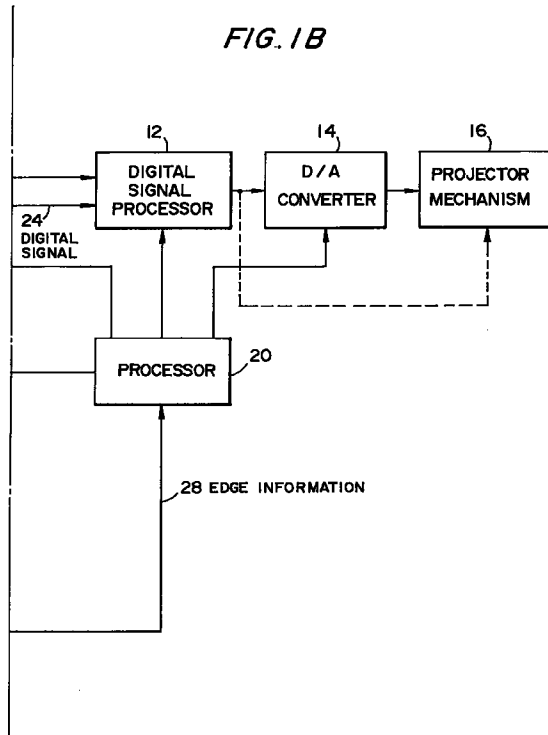 FIG. 1B
12
14
16
DIGITAL
SIGNAL
PROCESSOR
D/A
CONVERTER
PROJECTOR
MECHANISM
24
DIGITAL
SIGNAL
PROCESSOR
20
28 EDGE INFORMATION